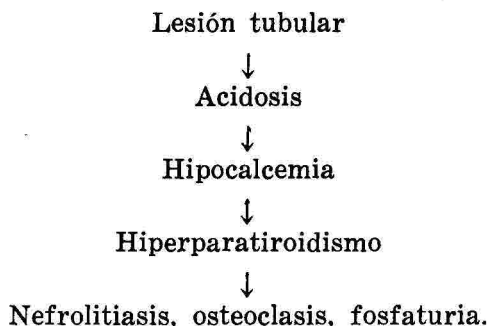 Lesión tubular
↓
Acidosis
↓
Hipocalcemia
↓
Hiperparatiroidismo
↓
Nefrolitiasis, osteoclasis, fosfaturia.